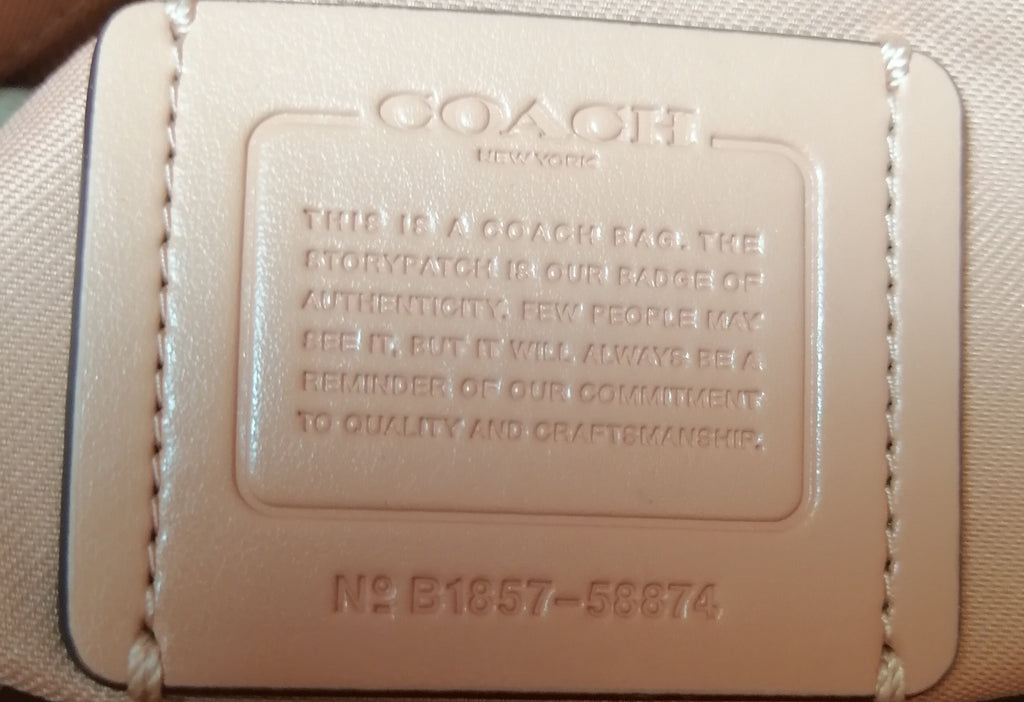 COACH
NEW YORK
THIS IS A COACH BAG. THE
STORYPATCH IS OUR BADGE OF
AUTHENTICITY. FEW PEOPLE MAY
SEE IT, BUT IT WILL ALWAYS BE A
REMINDER OF OUR COMMITMENT
TO QUALITY AND CRAFTSMANSHIP.
Nº B1857-58874